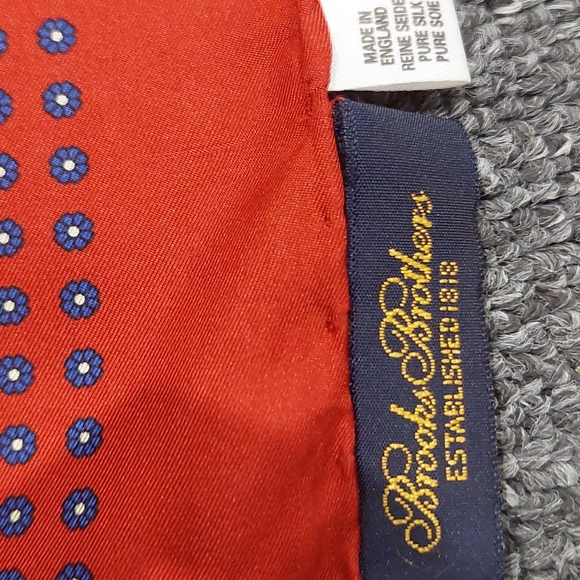 MADE IN
ENGLAND
REINE SEIDE
PURE SILK
PURE SOIE
Brooks Brothers
ESTABLISHED 1818